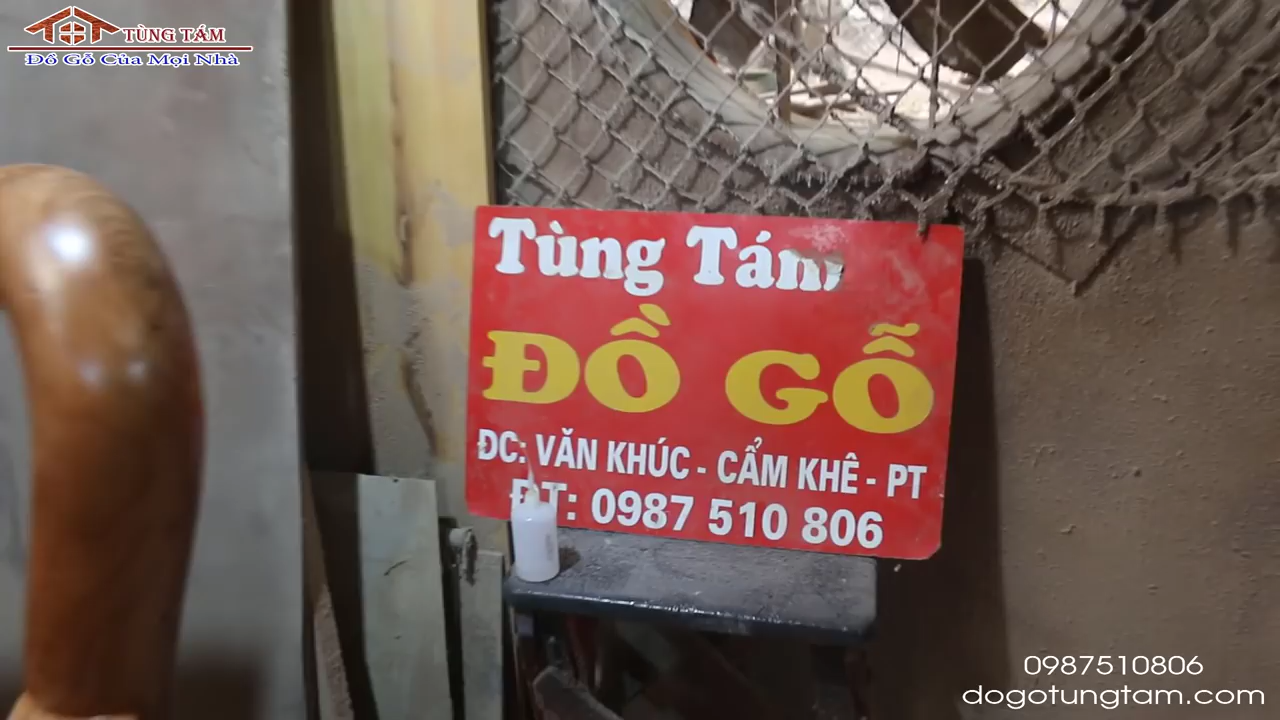 TÙNG TÁM
Đồ Gỗ Của Mọi Nhà
Tùng Tám
ĐỒ GỖ
ĐC: VĂN KHÚC - CẨM KHÊ - PT
ĐT: 0987 510 806
0987510806
dogotungtam.com